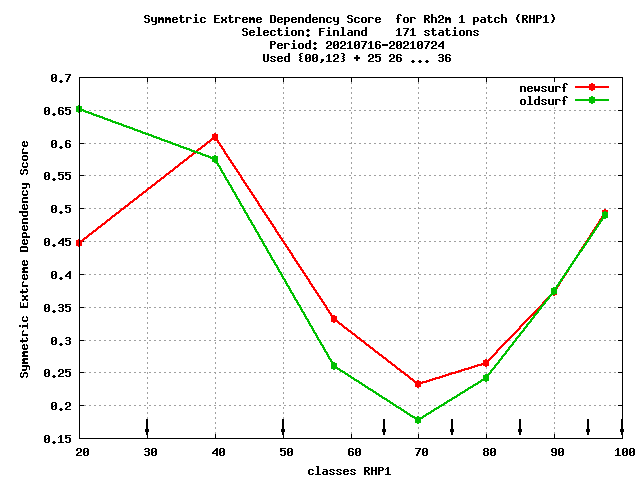 Symmetric Extreme Dependency Score  for Rh2m 1 patch (RHP1)
Selection: Finland    171 stations
Period: 20210716-20210724
Used {00,12} + 25 26 ... 36
newsurf
oldsurf
0.7
0.65
0.6
0.55
0.5
0.45
0.4
0.35
0.3
0.25
0.2
0.15
Symmetric Extreme Dependency Score
20 30 40 50 60 70 80 90 100
classes RHP1